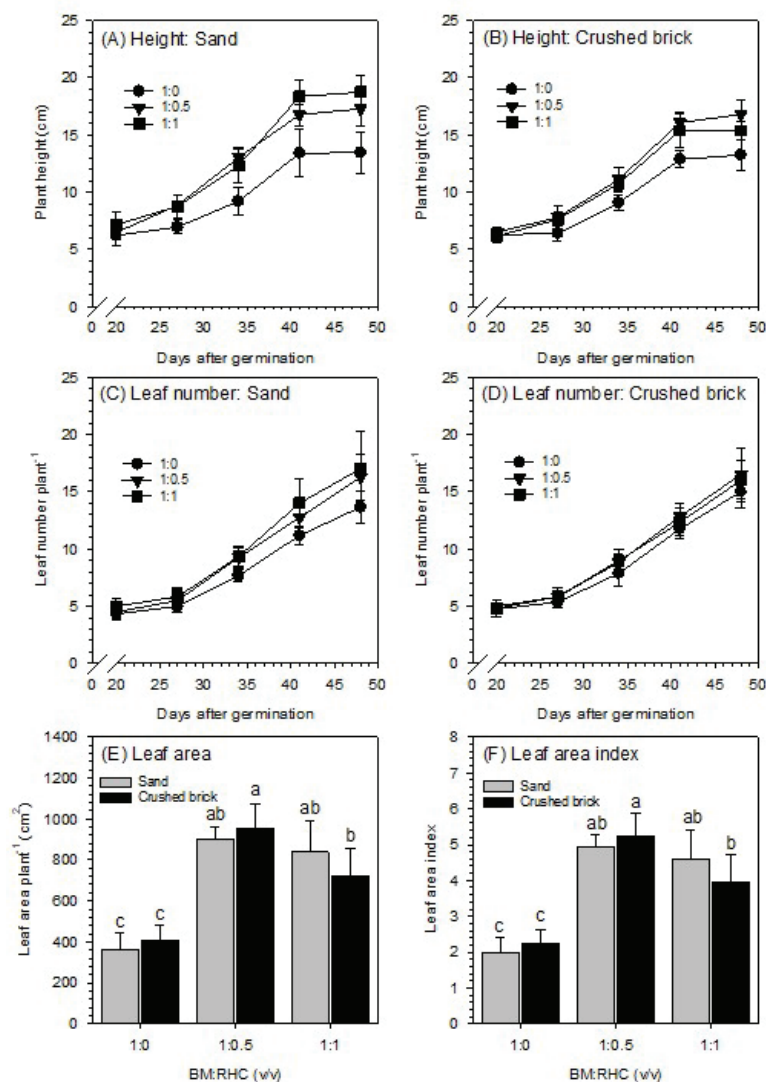 (A) Height: Sand
1:0
1:0.5
1:1
Plant height (cm)
25
20
15
10
5
0
0 20 25 30 35 40 45 50
Days after germination
(B) Height: Crushed brick
1:0
1:0.5
1:1
Plant height (cm)
25
20
15
10
5
0
0 20 25 30 35 40 45 50
Days after germination
(C) Leaf number: Sand
1:0
1:0.5
1:1
Leaf number plant⁻¹
25
20
15
10
5
0
0 20 25 30 35 40 45 50
Days after germination
(D) Leaf number: Crushed brick
1:0
1:0.5
1:1
Leaf number plant⁻¹
25
20
15
10
5
0
0 20 25 30 35 40 45 50
Days after germination
(E) Leaf area
Sand
Crushed brick
Leaf area plant⁻¹ (cm²)
1400
1200
1000
800
600
400
200
0
c c ab a ab b
1:0 1:0.5 1:1
BM:RHC (v/v)
(F) Leaf area index
Sand
Crushed brick
Leaf area index
8
7
6
5
4
3
2
1
0
c c ab a ab b
1:0 1:0.5 1:1
BM:RHC (v/v)